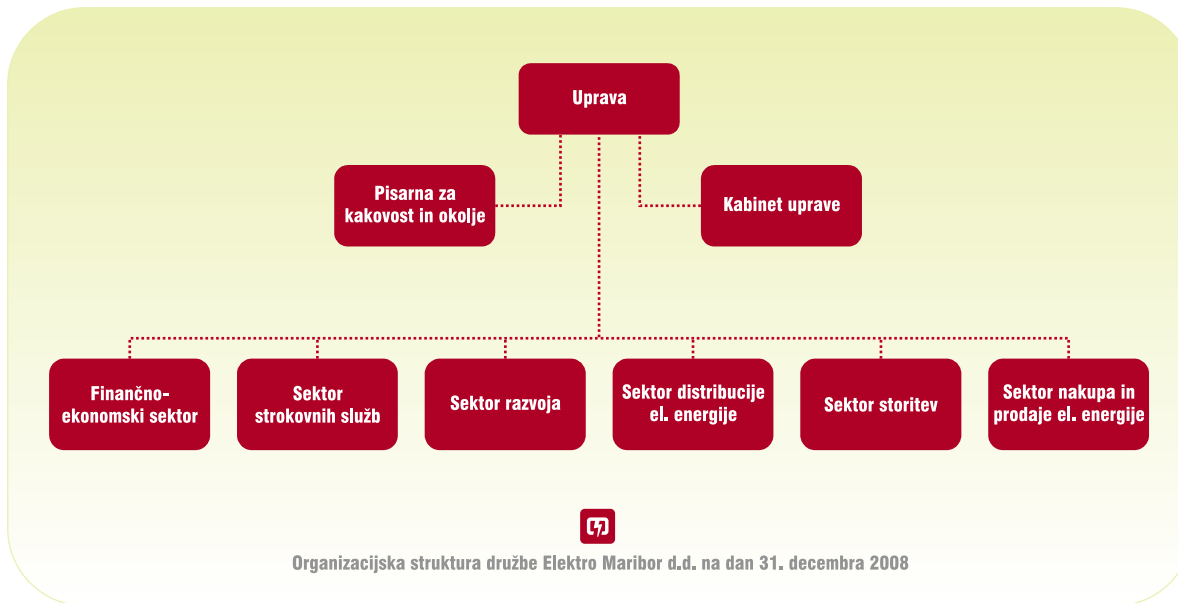 Uprava
Pisarna za
kakovost in okolje
Kabinet uprave
Finančno-
ekonomski sektor
Sektor
strokovnih služb
Sektor razvoja
Sektor distribucije
el. energije
Sektor storitev
Sektor nakupa in
prodaje el. energije
Organizacijska struktura družbe Elektro Maribor d.d. na dan 31. decembra 2008